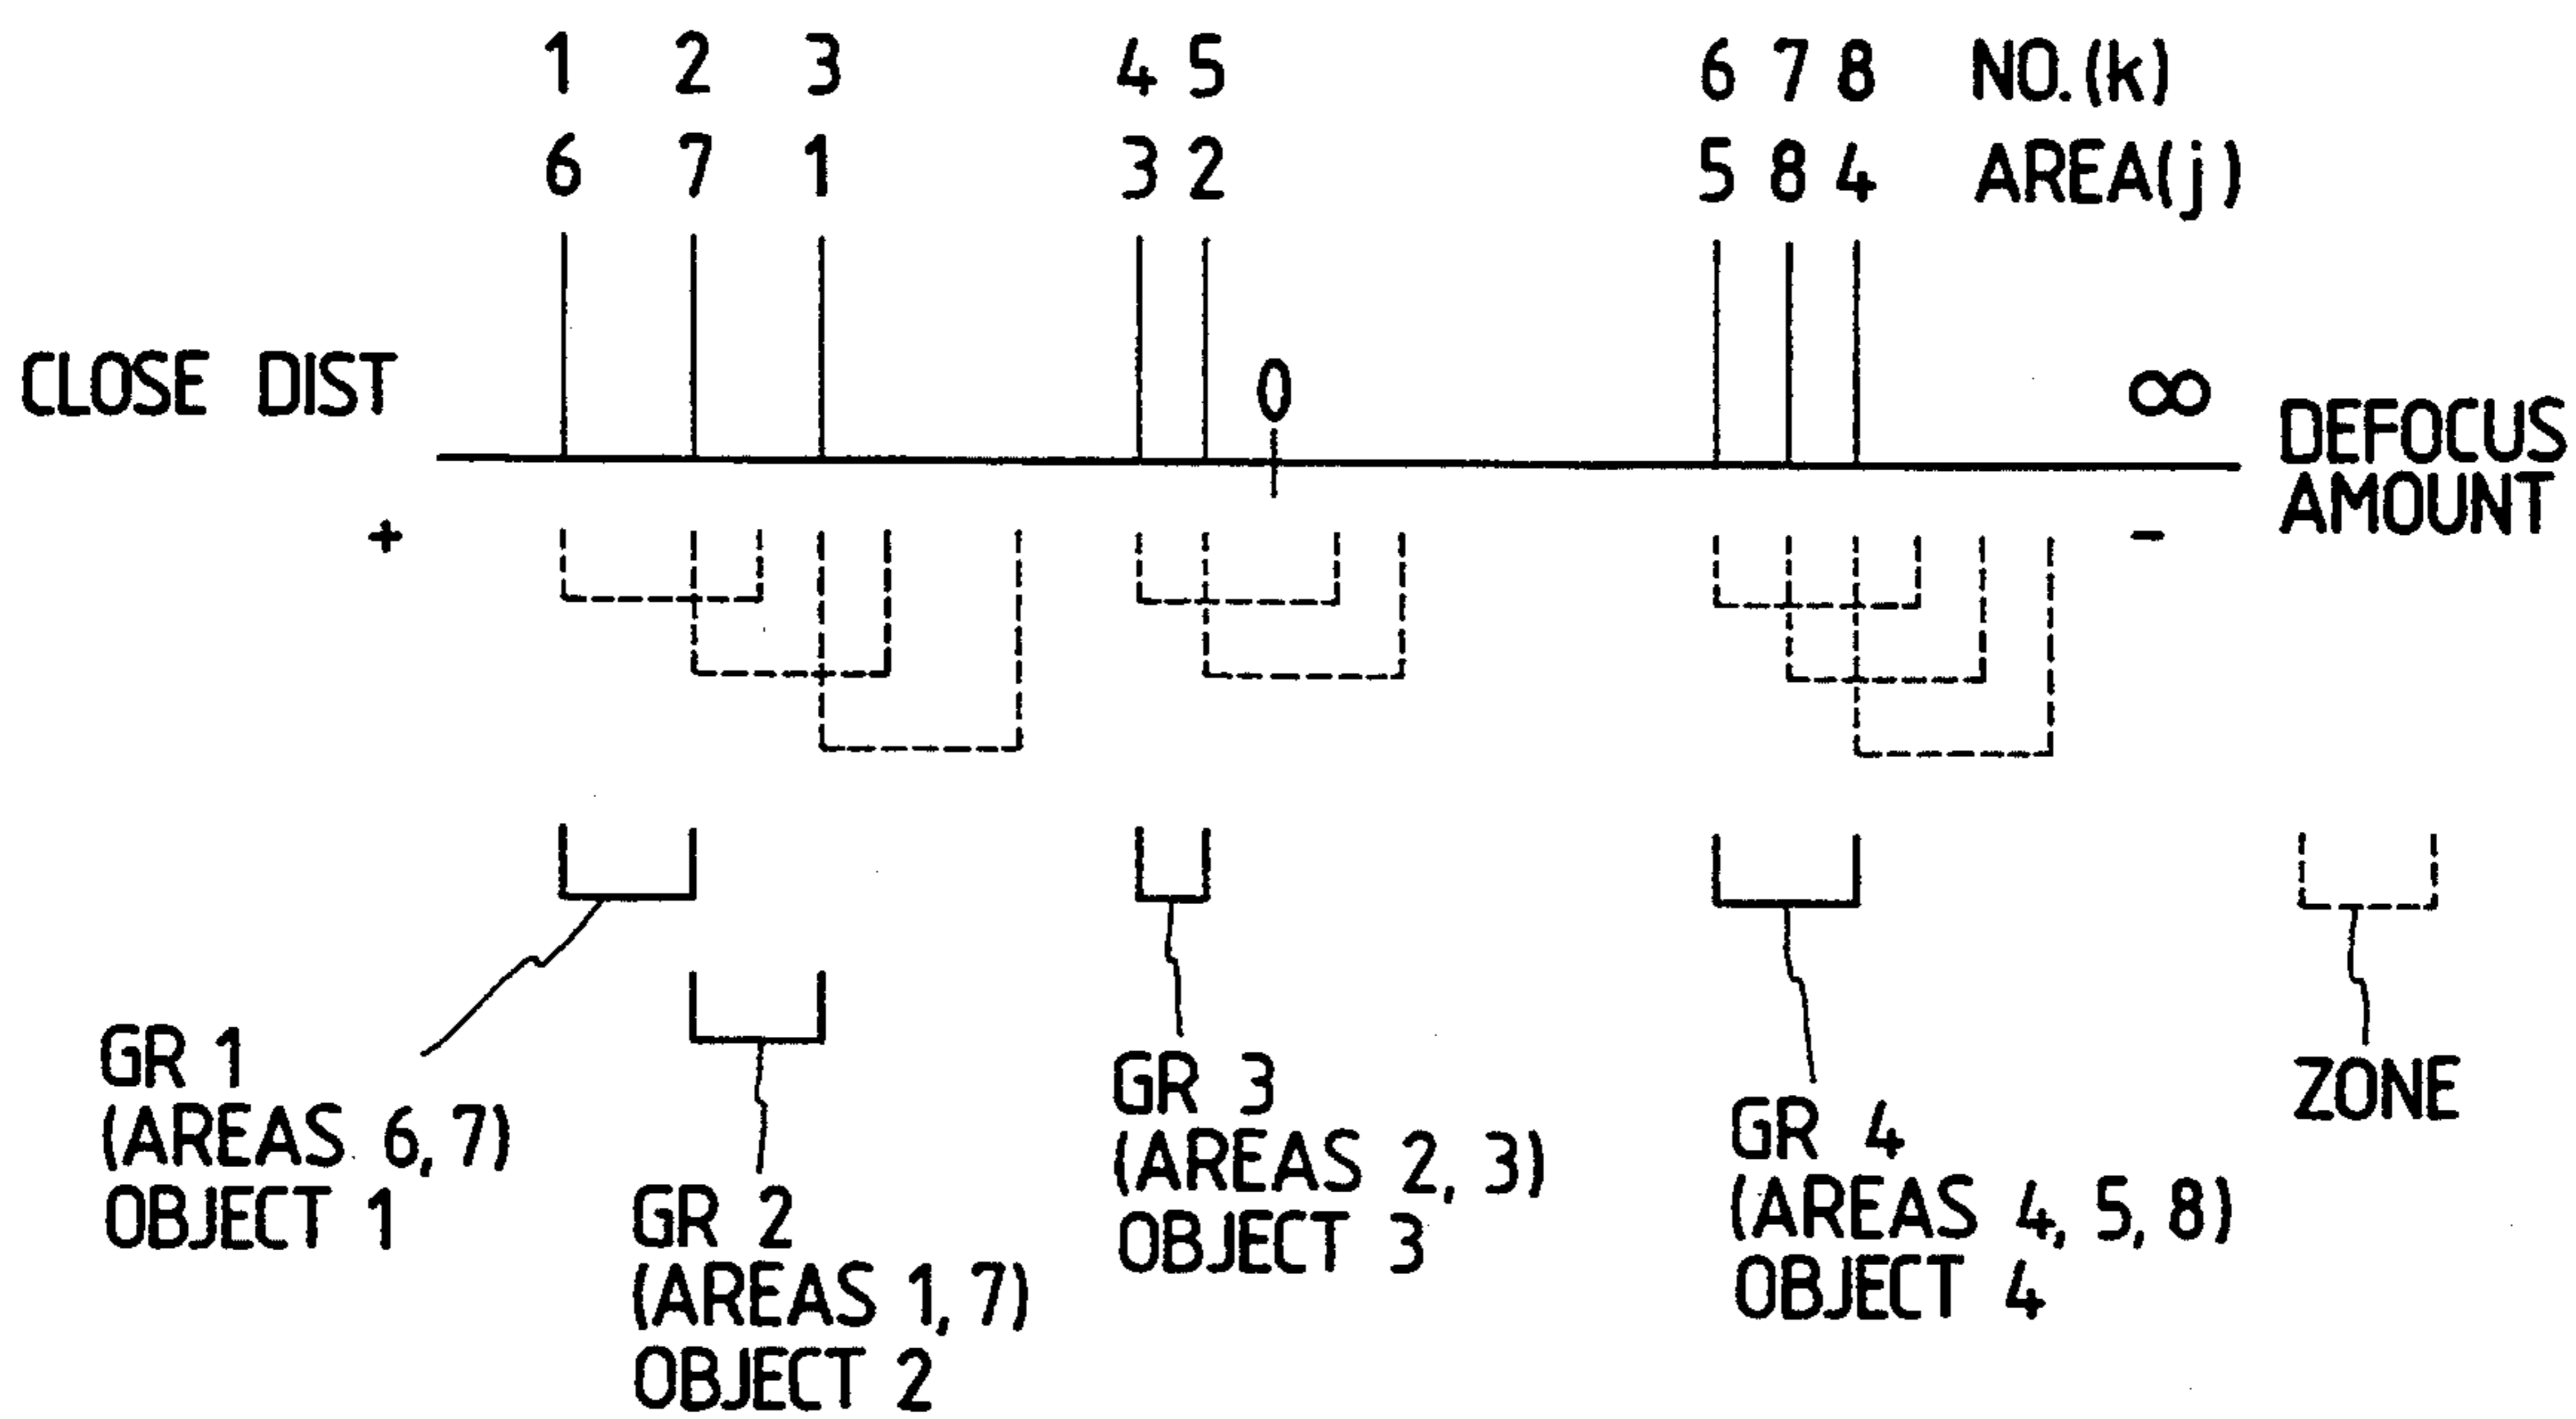 1 2 3 4 5 6 7 8 NO.(k)
6 7 1 3 2 5 8 4 AREA(j)
CLOSE DIST
0
∞
DEFOCUS
AMOUNT
+
-
GR 1
(AREAS 6, 7)
OBJECT 1
GR 2
(AREAS 1, 7)
OBJECT 2
GR 3
(AREAS 2, 3)
OBJECT 3
GR 4
(AREAS 4, 5, 8)
OBJECT 4
ZONE